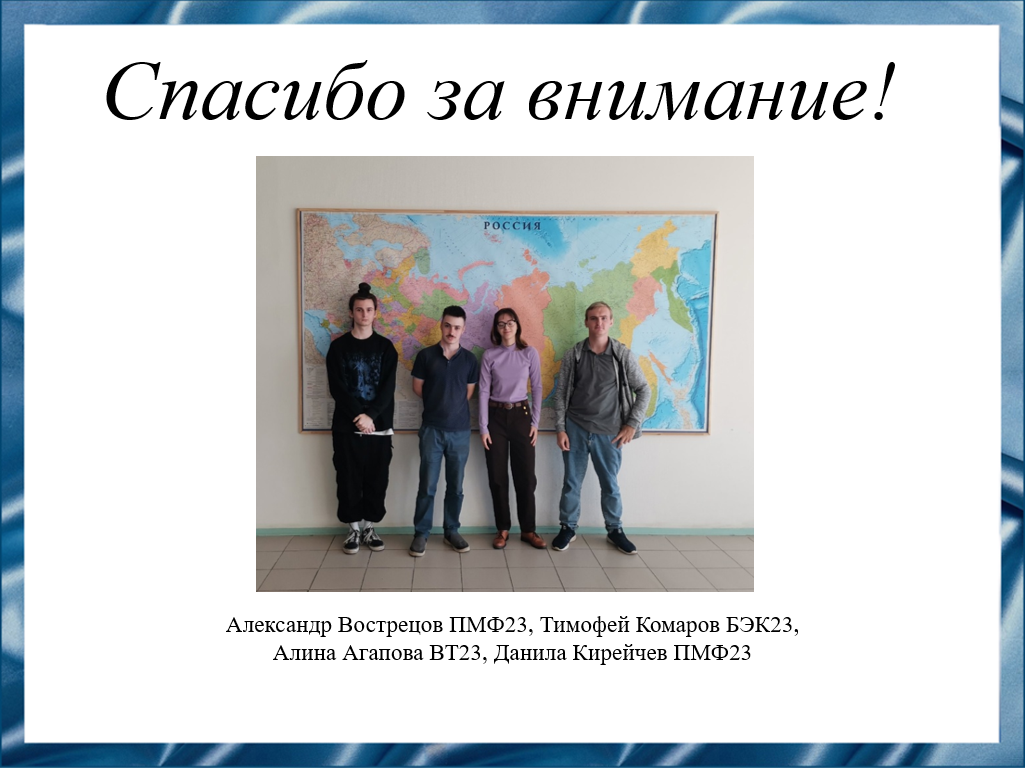 Спасибо за внимание!
РОССИЯ
Александр Вострецов ПМФ23, Тимофей Комаров БЭК23,
Алина Агапова ВТ23, Данила Кирейчев ПМФ23